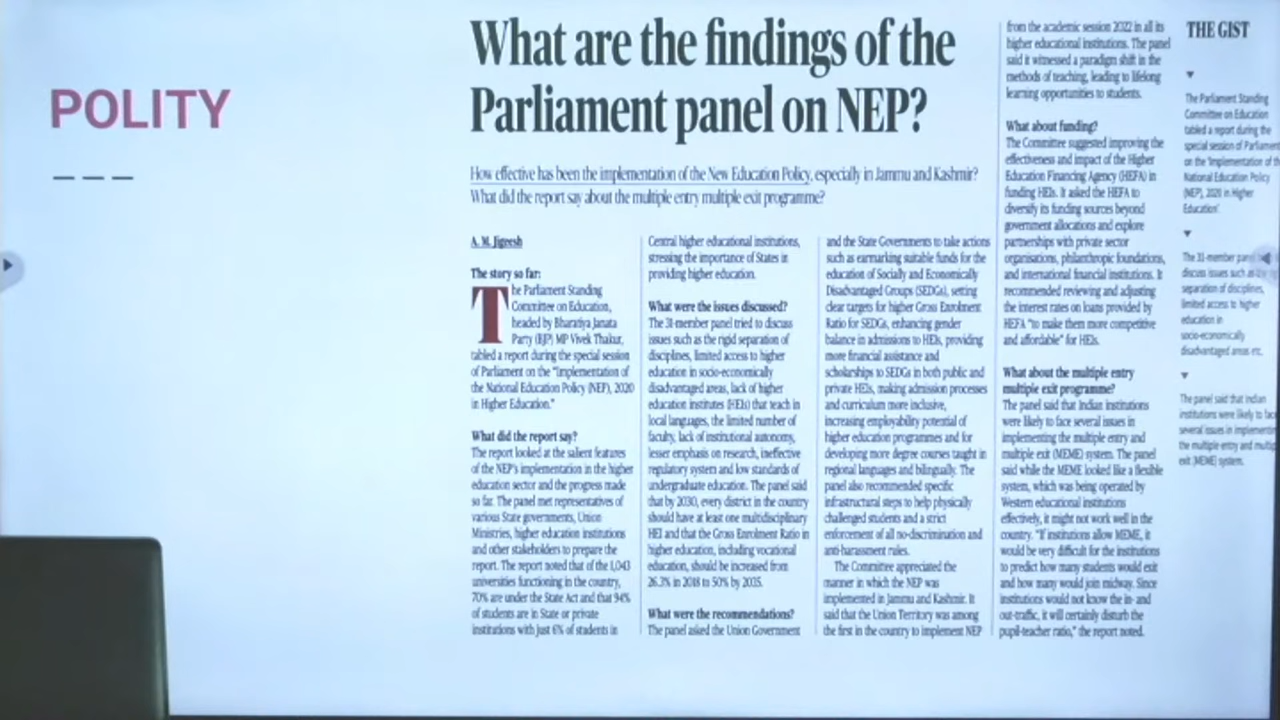 POLITY
What are the findings of the
Parliament panel on NEP?
How effective has been the implementation of the New Education Policy, especially in Jammu and Kashmir?
What did the report say about the multiple entry multiple exit programme?
A. M. Jigeesh
The story so far:
The Parliament Standing
Committee on Education,
headed by Bharatiya Janata
Party (BJP) MP Vivek Thakur,
tabled a report during the special session
of Parliament on the "Implementation of
the National Education Policy (NEP), 2020
in Higher Education."
What did the report say?
The report looked at the salient features
of the NEP's implementation in the higher
education sector and the progress made
so far. The panel met representatives of
various State governments, Union
Ministries, higher education institutions
and other stakeholders to prepare the
report. The report noted that of the 1,043
universities functioning in the country,
70% are under the State Act and that 94%
of students are in State or private
institutions with just 6% of students in
Central higher educational institutions,
stressing the importance of States in
providing higher education.
What were the issues discussed?
The 31-member panel tried to discuss
issues such as the rigid separation of
disciplines, limited access to higher
education in socio-economically
disadvantaged areas, lack of higher
education institutes (HEIs) that teach in
local languages, the limited number of
faculty, lack of institutional autonomy,
lesser emphasis on research, ineffective
regulatory system and low standards of
undergraduate education. The panel said
that by 2030, every district in the country
should have at least one multidisciplinary
HEI and that the Gross Enrolment Ratio in
higher education, including vocational
education, should be increased from
26.3% in 2018 to 50% by 2035.
What were the recommendations?
The panel asked the Union Government
and the State Governments to take actions
such as earmarking suitable funds for the
education of Socially and Economically
Disadvantaged Groups (SEDGs), setting
clear targets for higher Gross Enrolment
Ratio for SEDGs, enhancing gender
balance in admissions to HEIs, providing
more financial assistance and
scholarships to SEDGs in both public and
private HEIs, making admission processes
and curriculum more inclusive,
increasing employability potential of
higher education programmes and for
developing more degree courses taught in
regional languages and bilingually. The
panel also recommended specific
infrastructural steps to help physically
challenged students and a strict
enforcement of all no-discrimination and
anti-harassment rules.
The Committee appreciated the
manner in which the NEP was
implemented in Jammu and Kashmir. It
said that the Union Territory was among
the first in the country to implement NEP
from the academic session 2022 in all its
higher educational institutions. The panel
said it witnessed a paradigm shift in the
methods of teaching, leading to lifelong
learning opportunities to students.
What about funding?
The Committee suggested improving the
effectiveness and impact of the Higher
Education Financing Agency (HEFA) in
funding HEIs. It asked the HEFA to
diversify its funding sources beyond
government allocations and explore
partnerships with private sector
organisations, philanthropic foundations,
and international financial institutions. It
recommended reviewing and adjusting
the interest rates on loans provided by
HEFA "to make them more competitive
and affordable" for HEIs.
What about the multiple entry
multiple exit programme?
The panel said that Indian institutions
were likely to face several issues in
implementing the multiple entry and
multiple exit (MEME) system. The panel
said while the MEME looked like a flexible
system, which was being operated by
Western educational institutions
effectively, it might not work well in the
country. "If institutions allow MEME, it
would be very difficult for the institutions
to predict how many students would exit
and how many would join midway. Since
institutions would not know the in- and
out-traffic, it will certainly disturb the
pupil-teacher ratio," the report noted.
THE GIST
The Parliament Standing
Committee on Education
tabled a report during the
special session of Parliament
on the 'Implementation of
National Education Policy
(NEP), 2020 in Higher
Education'.
The 31-member
discuss issues such as
separation of disciplines,
limited access to higher
education in
socio-economically
disadvantaged areas etc.
The panel said that Indian
institutions were likely to
several issues in
the multiple entry and
exit (MEME) system.